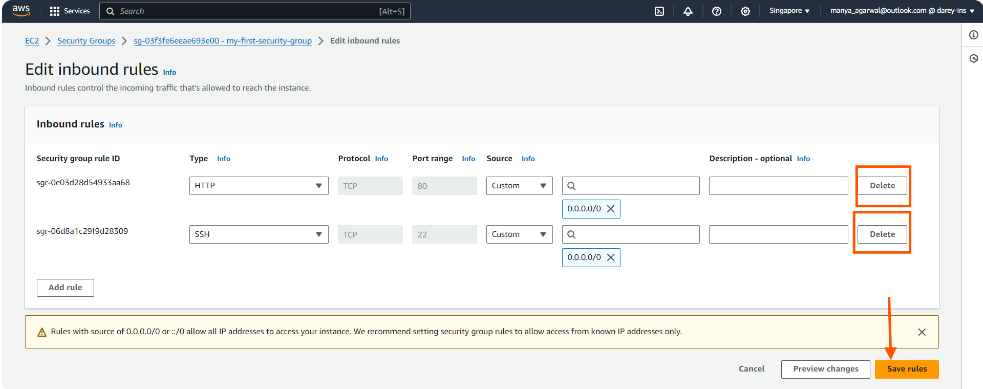 aws Services Search [Alt+S] Singapore manya_agarwal@outlook.com @ darey-ins
EC2 Security Groups sg-03f3fe6eeae693e00 - my-first-security-group Edit inbound rules
Edit inbound rules Info
Inbound rules control the incoming traffic that's allowed to reach the instance.
Inbound rules Info
Security group rule ID Type Info Protocol Info Port range Info Source Info Description - optional Info
sgr-0e03d28d54933aa68 HTTP TCP 80 Custom Delete
0.0.0.0/0
sgr-06d8a1c29f9d28309 SSH TCP 22 Custom Delete
0.0.0.0/0
Add rule
Rules with source of 0.0.0.0/0 or ::/0 allow all IP addresses to access your instance. We recommend setting security group rules to allow access from known IP addresses only.
Cancel Preview changes Save rules